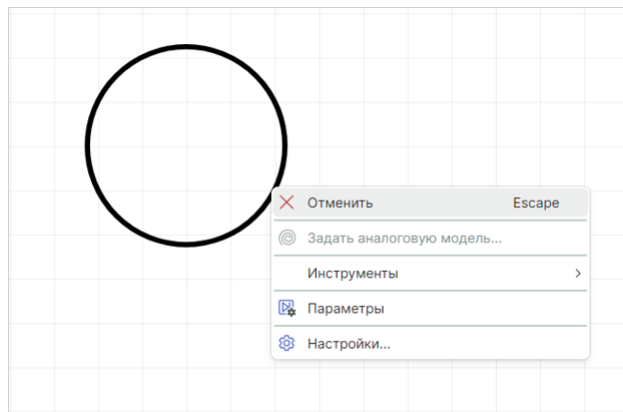 Отменить Escape
Задать аналоговую модель...
Инструменты
Параметры
Настройки...